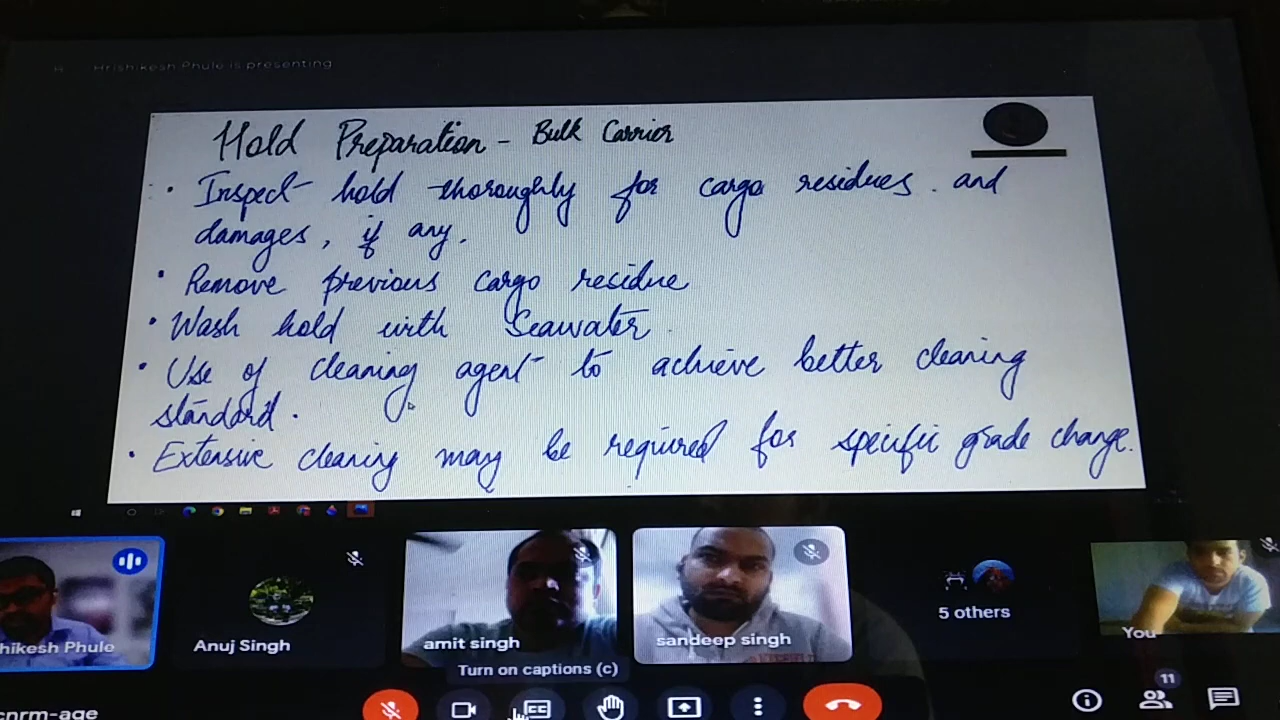 Hrishikesh Phule is presenting
Hold Preparation - Bulk Carrier
• Inspect hold thoroughly for cargo residues and
damages, if any.
• Remove previous cargo residue
• Wash hold with Seawater.
• Use of cleaning agent to achieve better cleaning
standard.
• Extensive cleaning may be required for specific grade change.
hikesh Phule
Anuj Singh
amit singh
sandeep singh
5 others
You
Turn on captions (c)
11
cnrm-age